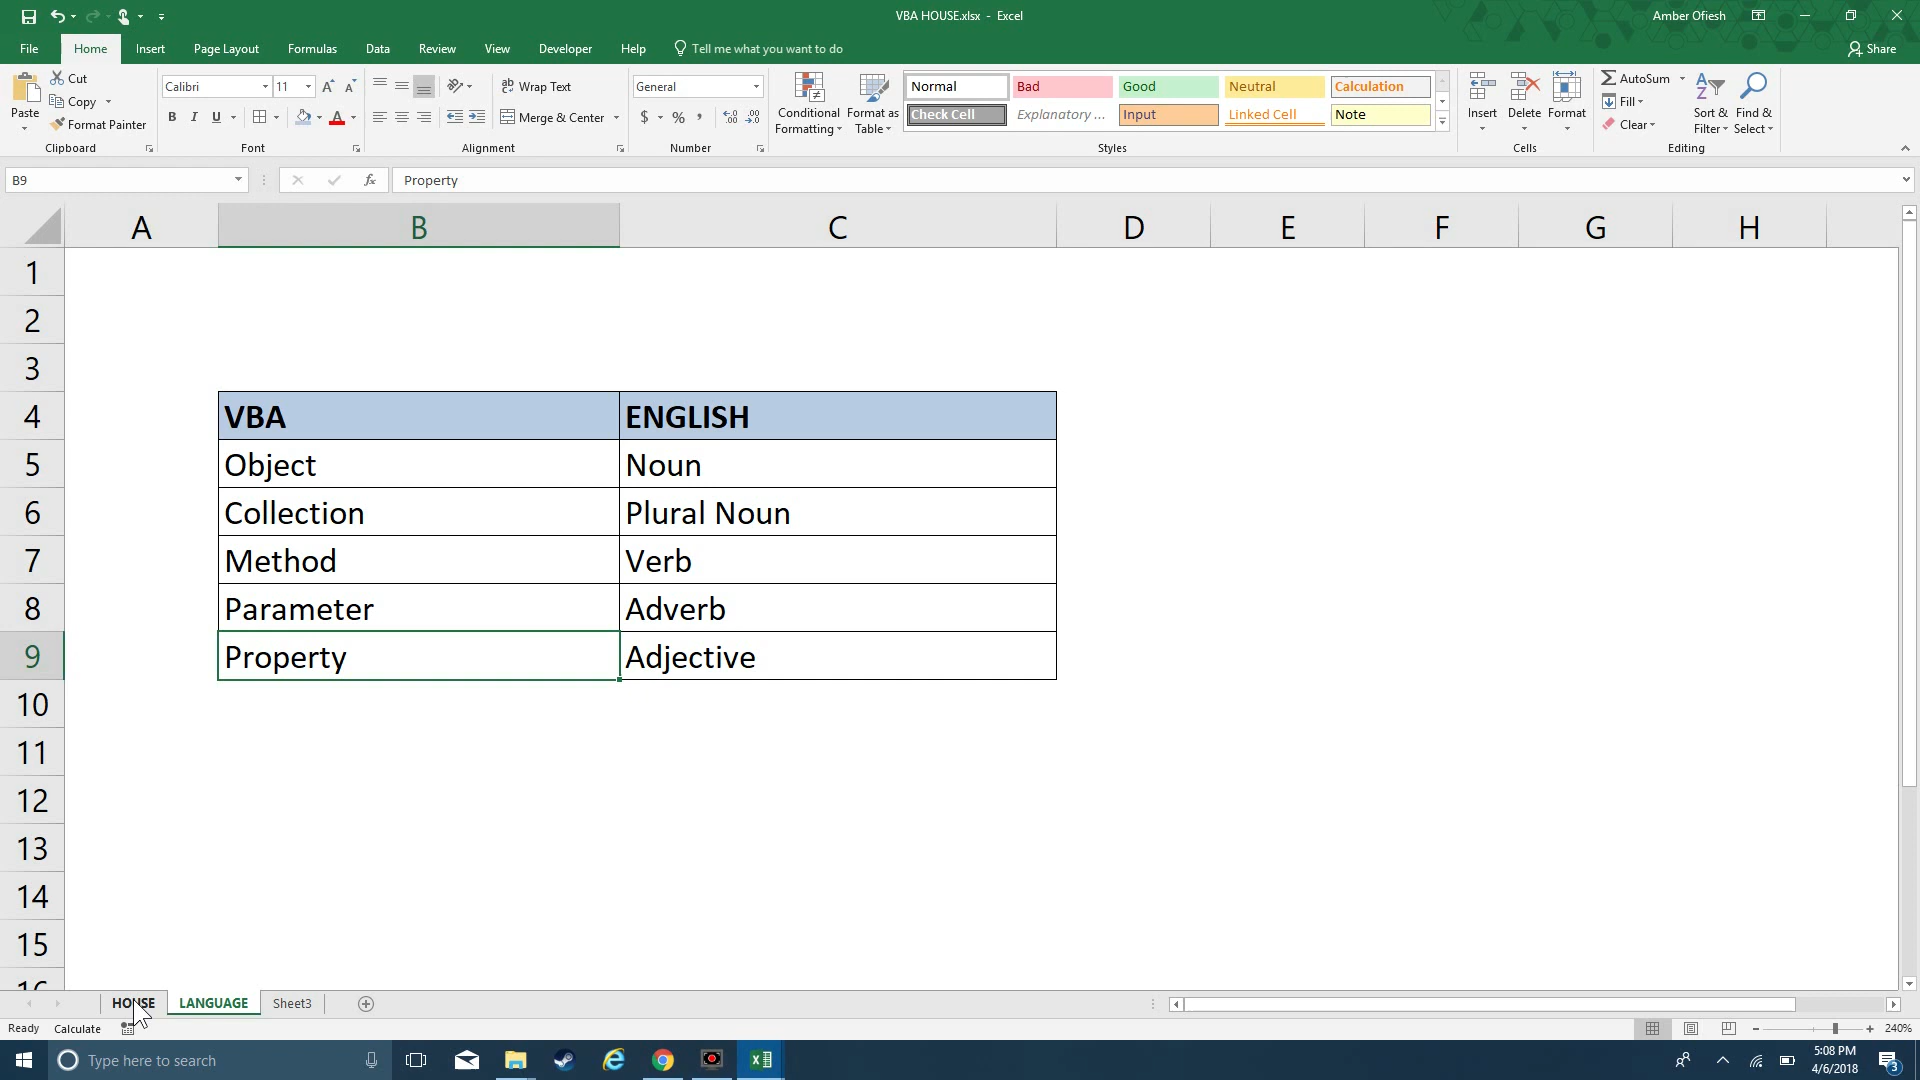 VBA HOUSE.xlsx - Excel
Amber Ofiesh
File Home Insert Page Layout Formulas Data Review View Developer Help Tell me what you want to do
Share
Paste
Cut
Copy
Format Painter
Clipboard
Calibri 11
B I U
Font
Wrap Text
Merge & Center
Alignment
General
$ % ,
Number
Conditional Formatting
Format as Table
Normal Bad Good Neutral Calculation
Check Cell Explanatory ... Input Linked Cell Note
Styles
Insert Delete Format
Cells
AutoSum
Fill
Clear
Sort & Filter
Find & Select
Editing
B9
fx
Property
A B C D E F G H
1
2
3
4 VBA ENGLISH
5 Object Noun
6 Collection Plural Noun
7 Method Verb
8 Parameter Adverb
9 Property Adjective
10
11
12
13
14
15
16
HOUSE LANGUAGE Sheet3
Ready Calculate
240%
Type here to search
5:08 PM
4/6/2018
3